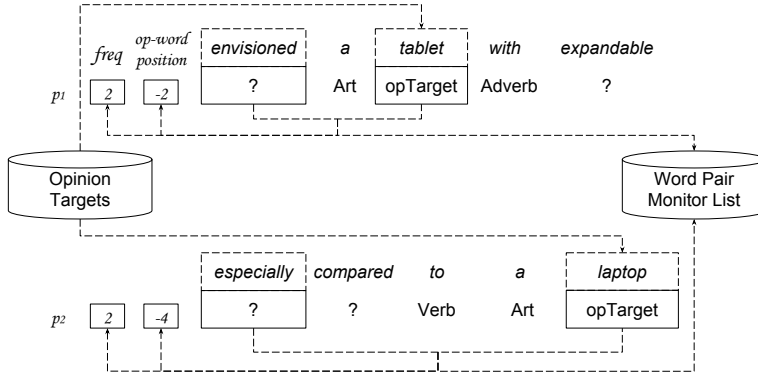 freq op-word position envisioned a tablet with expandable
p1 2 -2 ? Art opTarget Adverb ?
Opinion Targets
Word Pair Monitor List
especially compared to a laptop
p2 2 -4 ? ? Verb Art opTarget